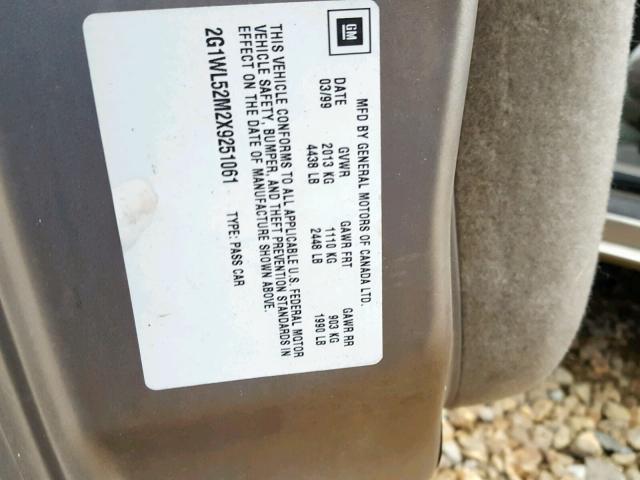 GM
MFD BY GENERAL MOTORS OF CANADA LTD.
DATE GVWR GAWR FRT GAWR RR
03/99 2013 KG 1110 KG 903 KG
4438 LB 2448 LB 1990 LB
THIS VEHICLE CONFORMS TO ALL APPLICABLE U.S. FEDERAL MOTOR
VEHICLE SAFETY, BUMPER, AND THEFT PREVENTION STANDARDS IN
EFFECT ON THE DATE OF MANUFACTURE SHOWN ABOVE.
2G1WL52M2X9251061 TYPE: PASS CAR